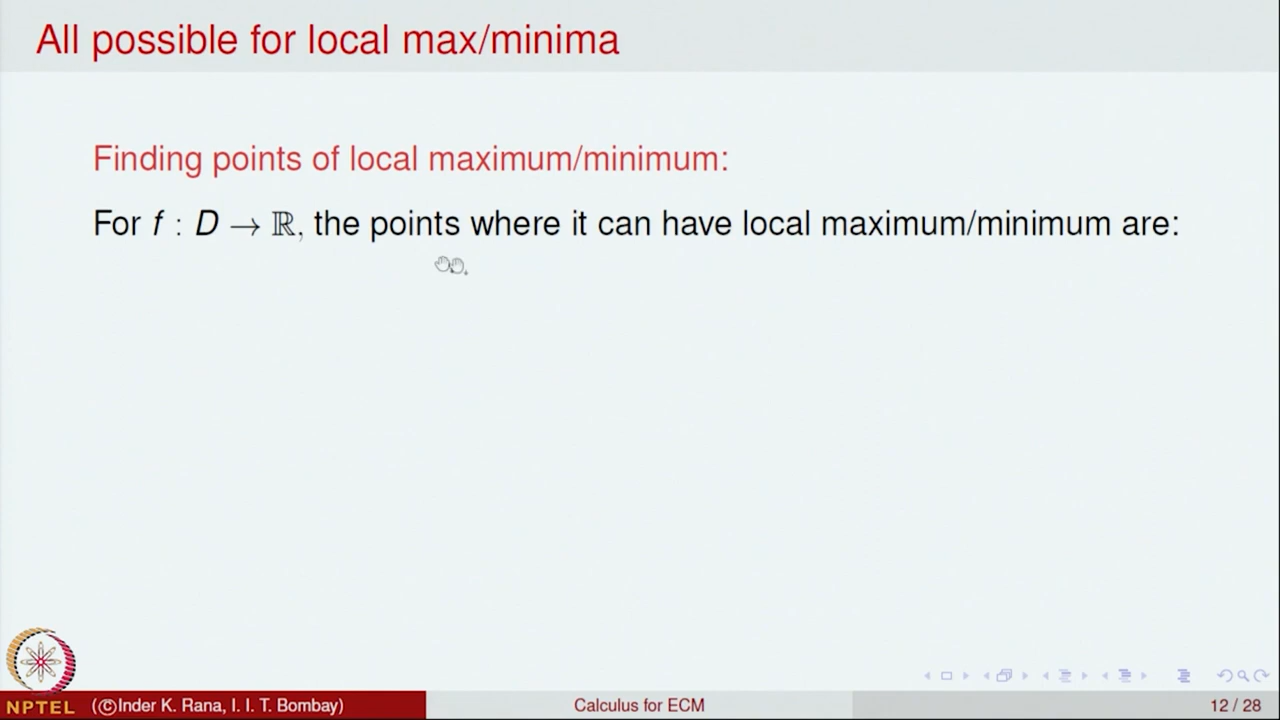 All possible for local max/minima
Finding points of local maximum/minimum:
For f : D → ℝ, the points where it can have local maximum/minimum are:
NPTEL
(©Inder K. Rana, I. I. T. Bombay)
Calculus for ECM
12 / 28